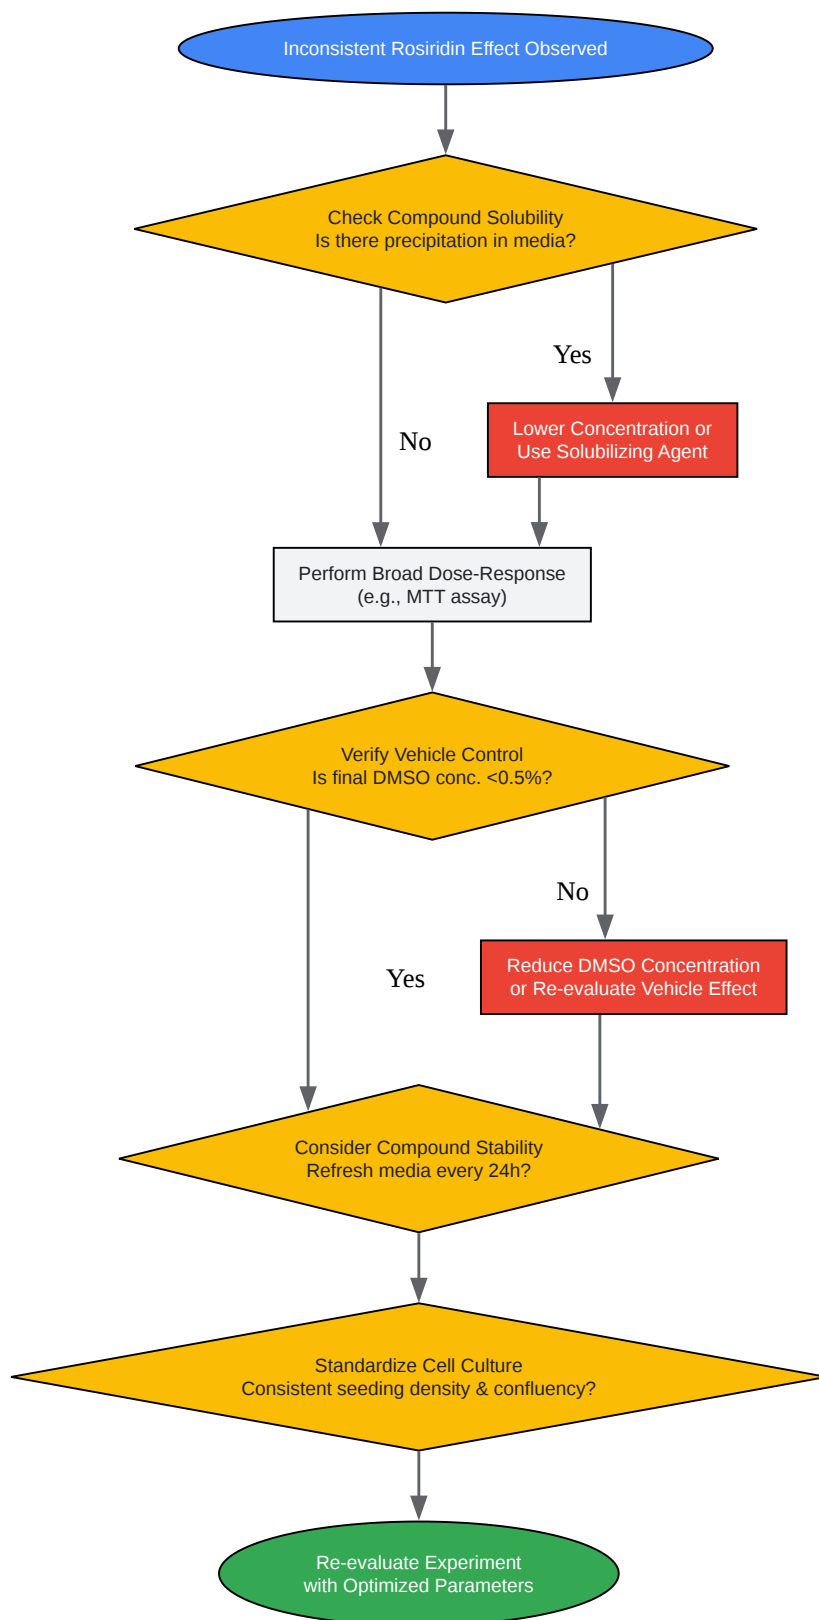 Inconsistent Rosiridin Effect Observed
Check Compound Solubility
Is there precipitation in media?
Yes
Lower Concentration or
Use Solubilizing Agent
No
Perform Broad Dose-Response
(e.g., MTT assay)
Verify Vehicle Control
Is final DMSO conc. <0.5%?
No
Reduce DMSO Concentration
or Re-evaluate Vehicle Effect
Yes
Consider Compound Stability
Refresh media every 24h?
Standardize Cell Culture
Consistent seeding density & confluency?
Re-evaluate Experiment
with Optimized Parameters